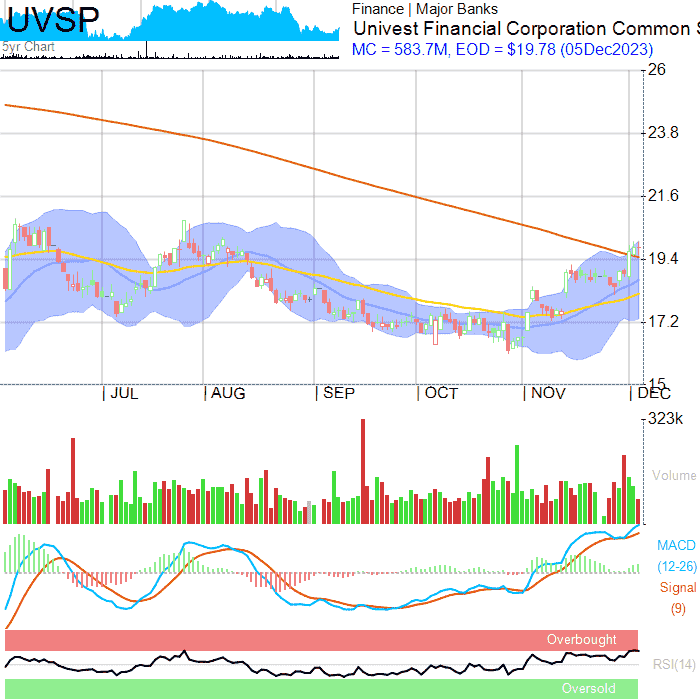 UVSP
5yr Chart
Finance | Major Banks
Univest Financial Corporation Common S
MC = 583.7M, EOD = $19.78 (05Dec2023)
26
23.8
21.6
19.4
17.2
15
| JUL | AUG | SEP | OCT | NOV | DEC
323k
Volume
MACD
(12-26)
Signal
(9)
Overbought
RSI(14)
Oversold